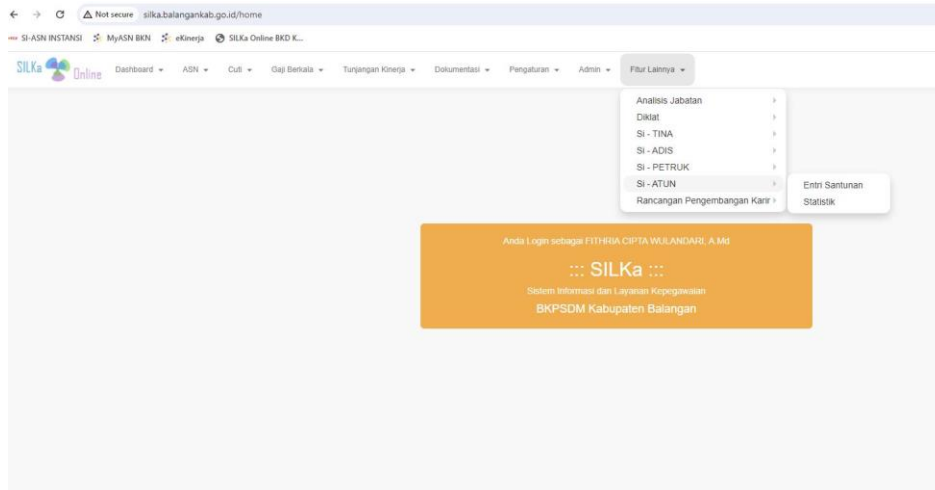 Not secure silka.balangankab.go.id/home
SI-ASN INSTANSI MyASN BKN eKinerja SILKa Online BKD K...
SILKa Online Dashboard ASN Cuti Gaji Berkala Tunjangan Kinerja Dokumentasi Pengaturan Admin Fitur Lainnya
Analisis Jabatan
Diklat
Si - TINA
Si - ADIS
Si - PETRUK
Si - ATUN
Entri Santunan
Rancangan Pengembangan Karir
Statistik
Anda Login sebagai FITHRIA CIPTA WULANDARI, A.Md
::: SILKa :::
Sistem Informasi dan Layanan Kepegawaian
BKPSDM Kabupaten Balangan